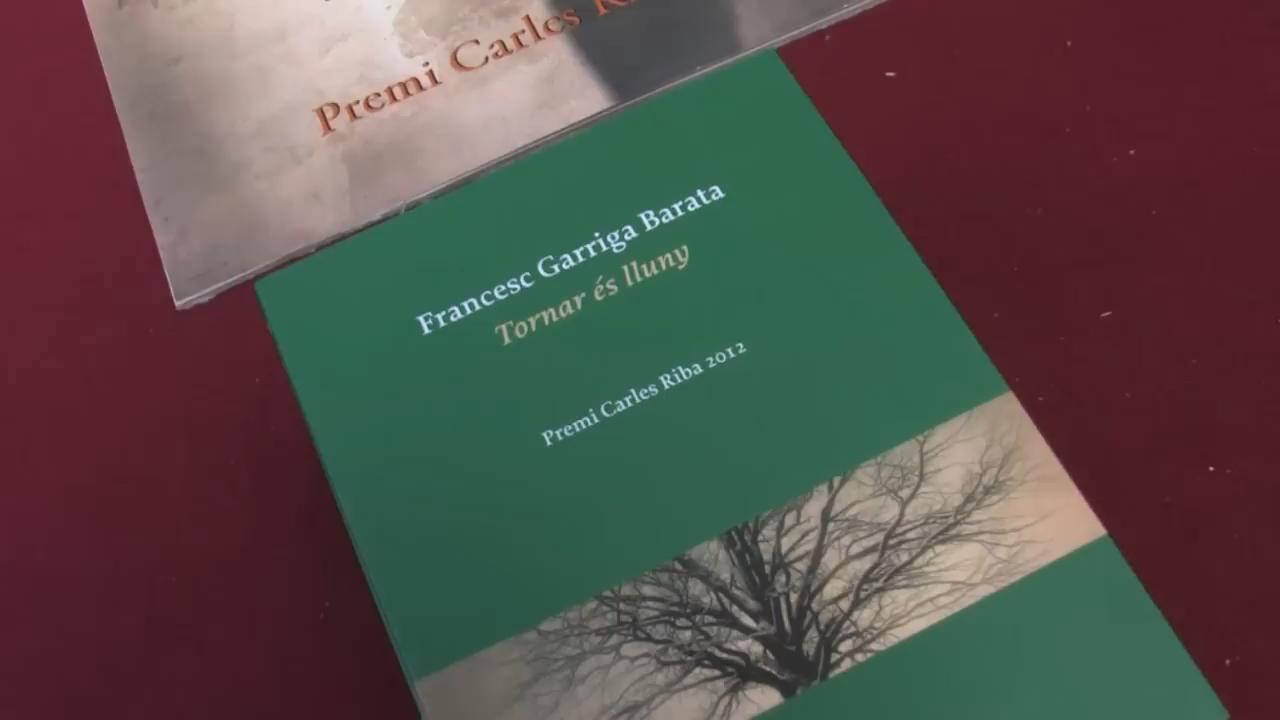 Premi Carles
Francesc Garriga Barata
Tornar és lluny
Premi Carles Riba 2012